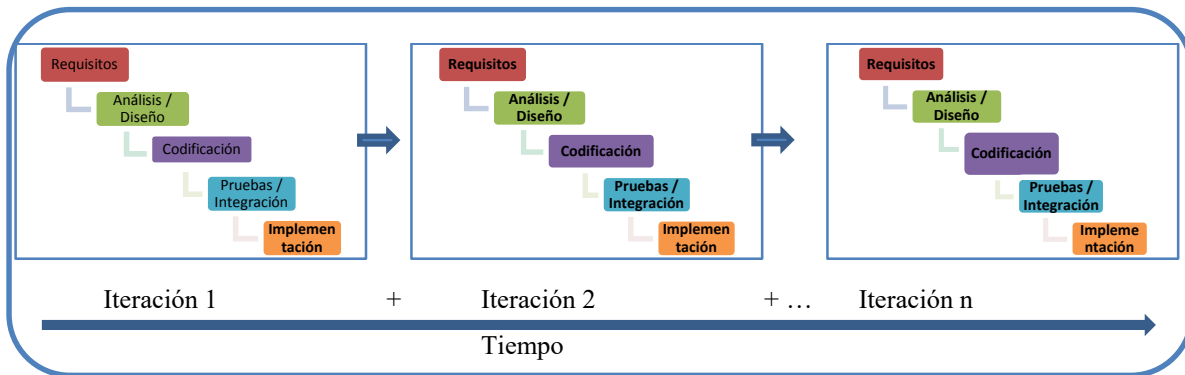 Requisitos
Análisis /
Diseño
Codificación
Pruebas /
Integración
Implemen
tación
Requisitos
Análisis /
Diseño
Codificación
Pruebas /
Integración
Implemen
tación
Requisitos
Análisis /
Diseño
Codificación
Pruebas /
Integración
Impleme
ntación
Iteración 1 + Iteración 2 + … Iteración n
Tiempo